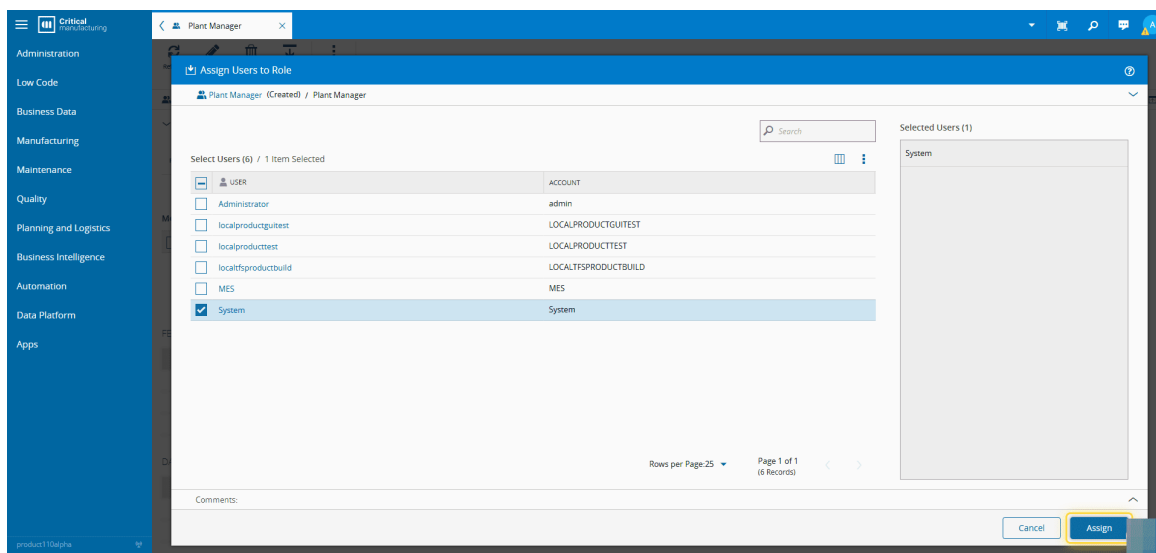 Critical
manufacturing
Plant Manager
Administration
Low Code
Business Data
Manufacturing
Maintenance
Quality
Planning and Logistics
Business Intelligence
Automation
Data Platform
Apps
product110alpha
Assign Users to Role
Plant Manager (Created) / Plant Manager
Search
Select Users (6) / 1 Item Selected
USER ACCOUNT
Administrator admin
localproductguitest LOCALPRODUCTGUITEST
localproducttest LOCALPRODUCTTEST
localtfsproductbuild LOCALTFSPRODUCTBUILD
MES MES
System System
Rows per Page:25 Page 1 of 1
(6 Records)
Selected Users (1)
System
Comments:
Cancel Assign